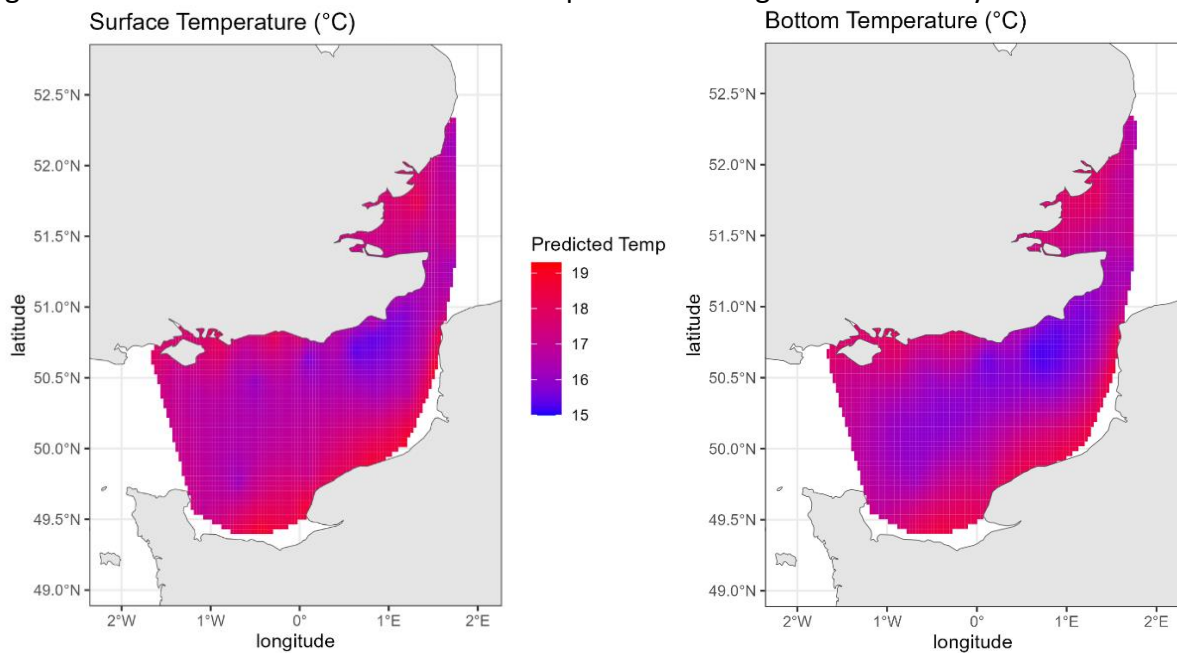 Surface Temperature (°C)
52.5°N
52.0°N
51.5°N
51.0°N
50.5°N
50.0°N
49.5°N
49.0°N
latitude
2°W
1°W
0°
1°E
2°E
longitude
Predicted Temp
19
18
17
16
15
Bottom Temperature (°C)
52.5°N
52.0°N
51.5°N
51.0°N
50.5°N
50.0°N
49.5°N
49.0°N
latitude
2°W
1°W
0°
1°E
2°E
longitude